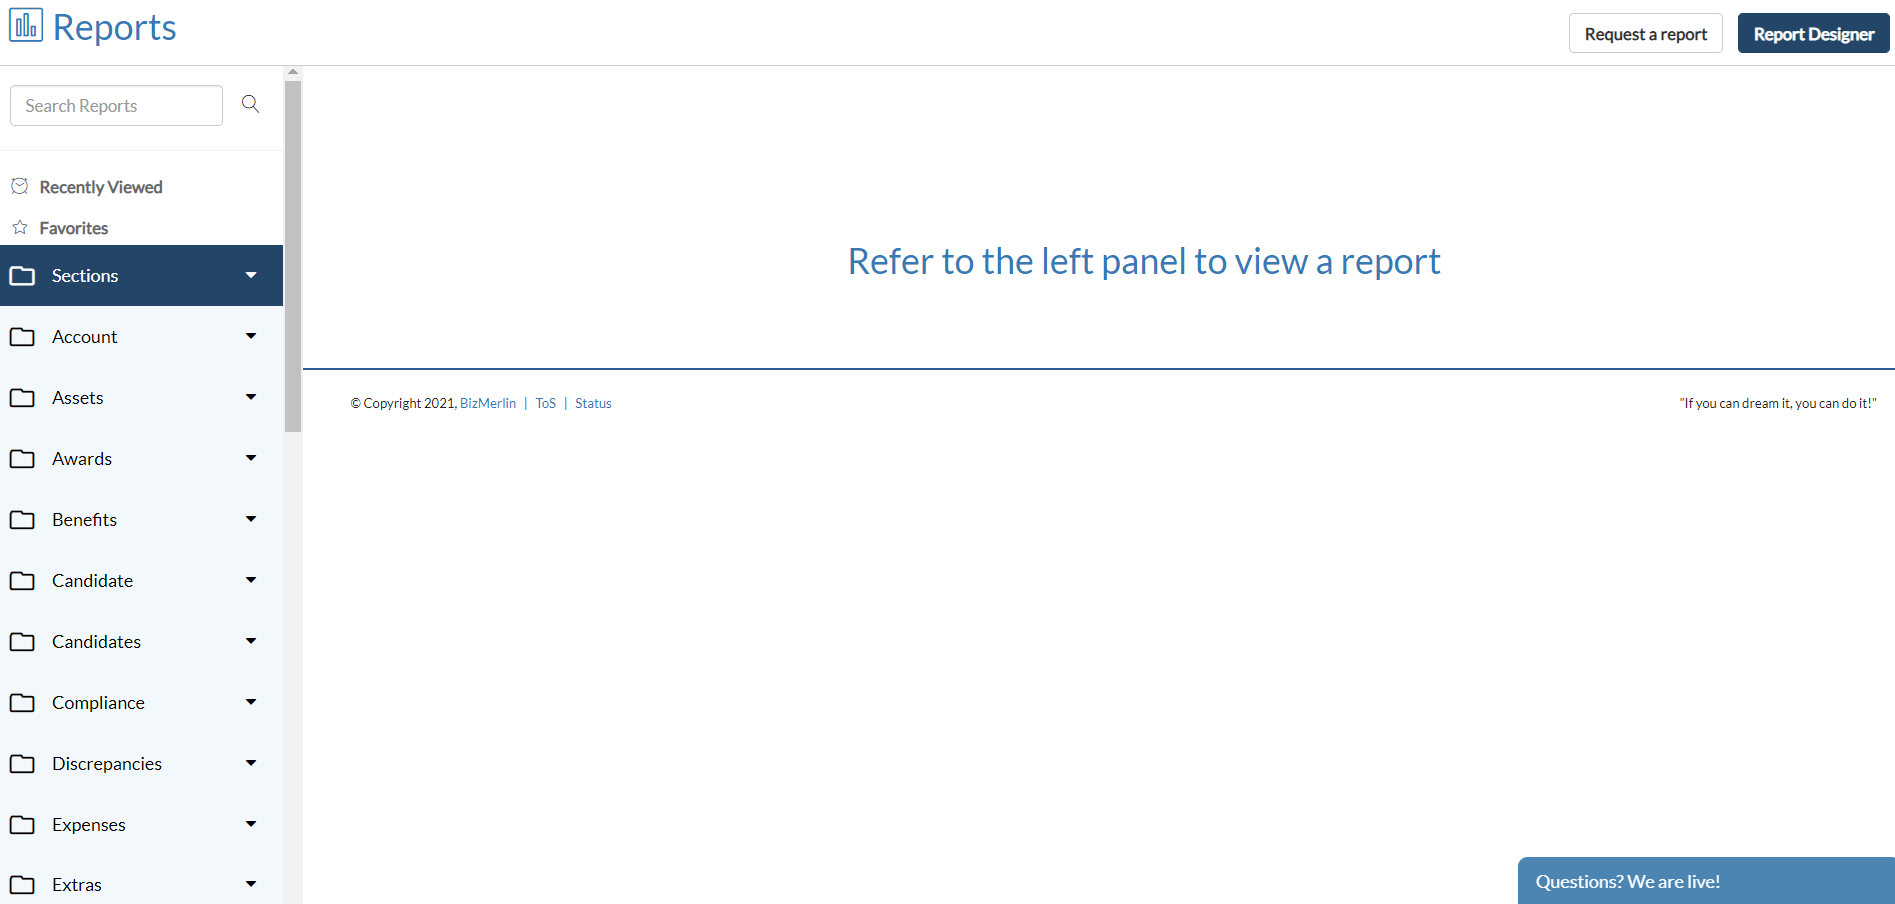 Reports
Request a report
Report Designer
Search Reports
Recently Viewed
Favorites
Sections
Account
Assets
Awards
Benefits
Candidate
Candidates
Compliance
Discrepancies
Expenses
Extras
Refer to the left panel to view a report
© Copyright 2021, BizMerlin | ToS | Status
"If you can dream it, you can do it!"
Questions? We are live!